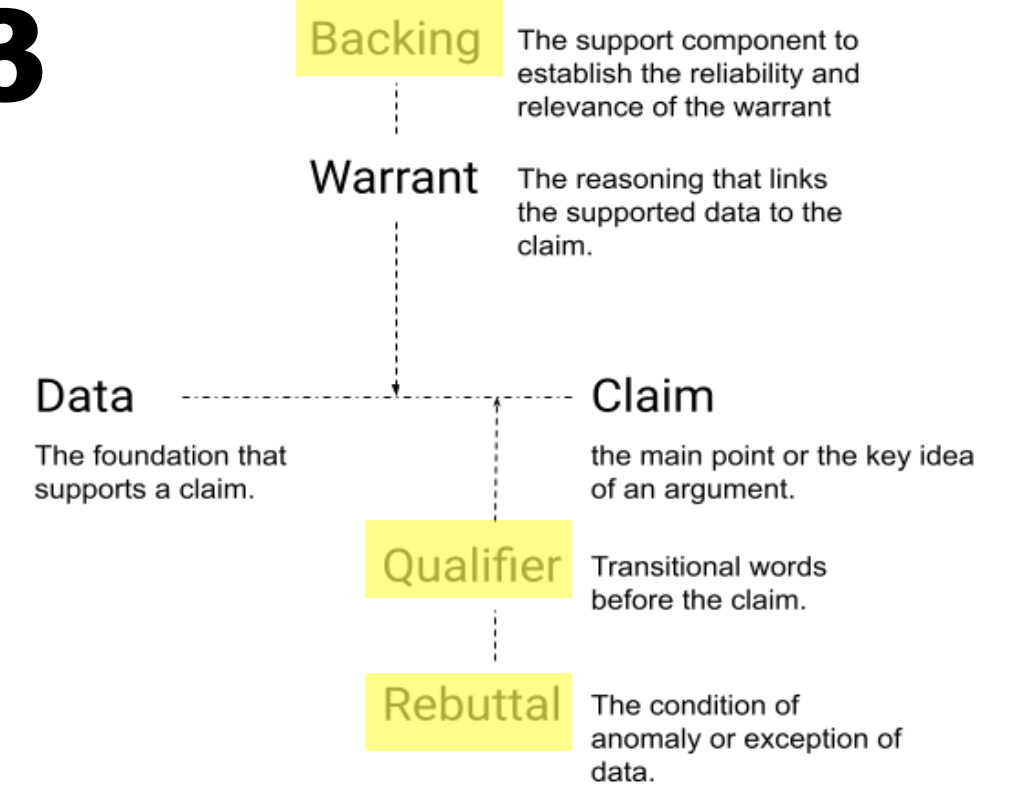 3
Backing
The support component to
establish the reliability and
relevance of the warrant
Warrant
The reasoning that links
the supported data to the
claim.
Data
The foundation that
supports a claim.
Claim
the main point or the key idea
of an argument.
Qualifier
Transitional words
before the claim.
Rebuttal
The condition of
anomaly or exception of
data.